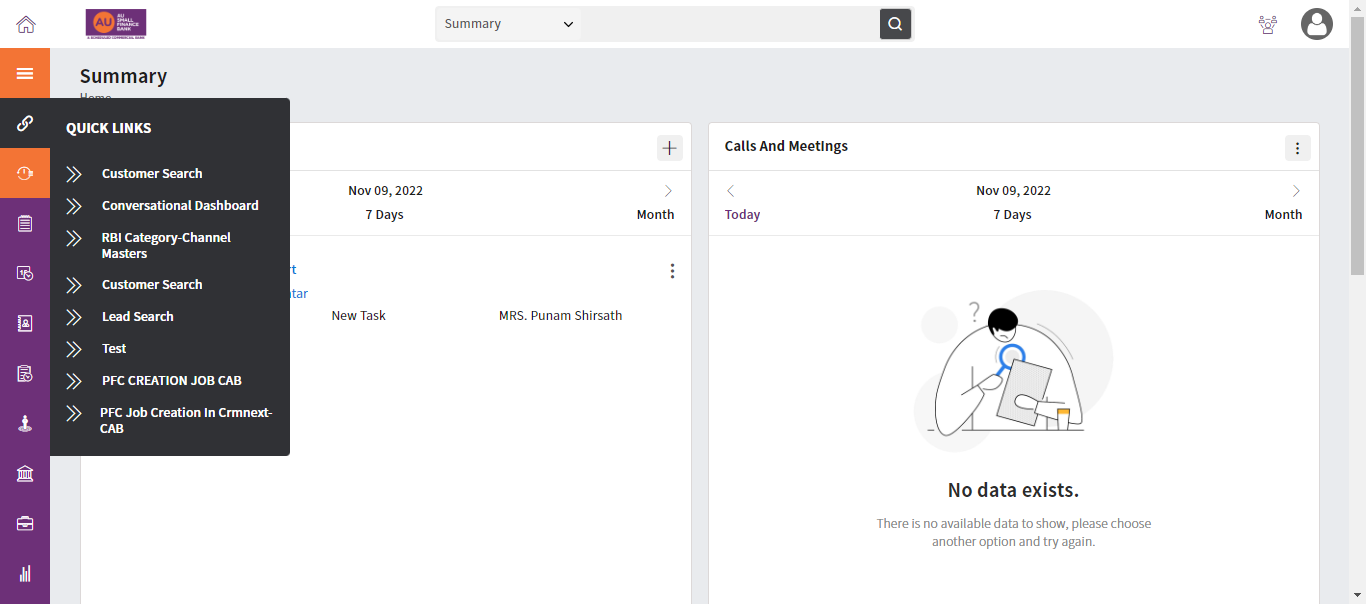 AU
AU
SMALL
FINANCE
BANK
A SCHEDULED COMMERCIAL BANK
Summary
Summary
Home
QUICK LINKS
Customer Search
Conversational Dashboard
RBI Category-Channel
Masters
Customer Search
Lead Search
Test
PFC CREATION JOB CAB
PFC Job Creation In Crmnext-
CAB
Nov 09, 2022
7 Days
Month
rt
atar
New Task
MRS. Punam Shirsath
Calls And Meetings
Nov 09, 2022
Today
7 Days
Month
?
No data exists.
There is no available data to show, please choose
another option and try again.